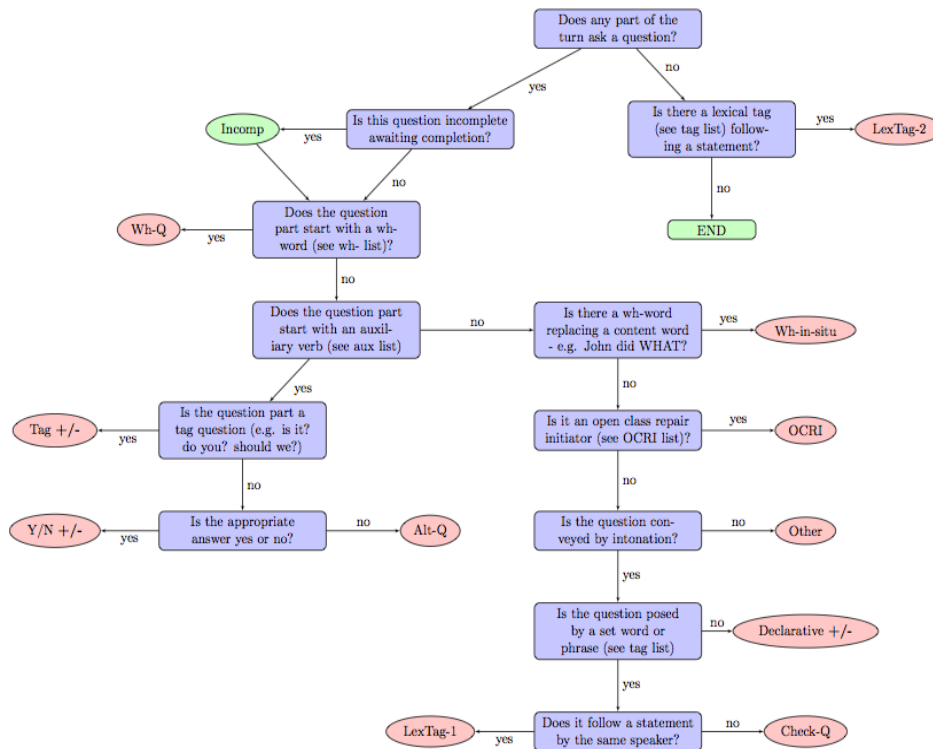 Does any part of the
turn ask a question?
yes
no
Incomp
yes
Is this question incomplete
awaiting completion?
Is there a lexical tag
(see tag list) follow-
ing a statement?
yes
LexTag-2
no
no
Wh-Q
yes
Does the question
part start with a wh-
word (see wh- list)?
END
no
Does the question part
start with an auxil-
iary verb (see aux list)
no
Is there a wh-word
replacing a content word
- e.g. John did WHAT?
yes
Wh-in-situ
yes
no
Tag +/-
yes
Is the question part a
tag question (e.g. is it?
do you? should we?)
Is it an open class repair
initiator (see OCRI list)?
yes
OCRI
no
no
Y/N +/-
yes
Is the appropriate
answer yes or no?
no
Alt-Q
Is the question con-
veyed by intonation?
no
Other
yes
Is the question posed
by a set word or
phrase (see tag list)
no
Declarative +/-
yes
LexTag-1
yes
Does it follow a statement
by the same speaker?
no
Check-Q